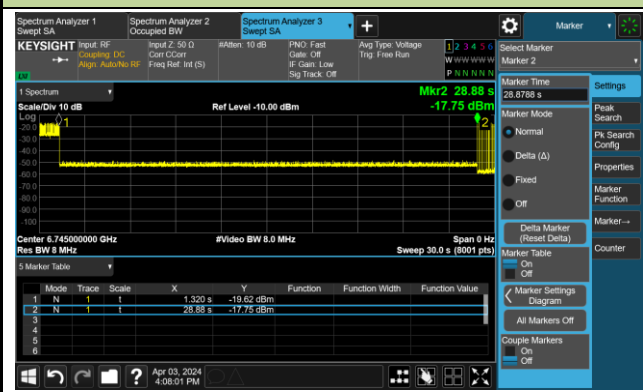 Spectrum Analyzer 1
Swept SA
Spectrum Analyzer 2
Occupied BW
Spectrum Analyzer 3
Swept SA
Marker
KEYSIGHT
Input: RF
Coupling: DC
Align: Auto/No RF
Input Z: 50 Ω
Corr CCorr
Freq Ref: Int (S)
#Atten: 10 dB
PNO: Fast
Gate: Off
IF Gain: Low
Sig Track: Off
Avg Type: Voltage
Trig: Free Run
1 2 3 4 5 6
W W W W W W
P N N N N N
Select Marker
Marker 2
1 Spectrum
Mkr2 28.88 s
-17.75 dBm
Scale/Div 10 dB
Ref Level -10.00 dBm
Log
-20.0
-30.0
-40.0
-50.0
-60.0
-70.0
-80.0
-90.0
-100
1
2
Center 6.745000000 GHz
Res BW 8 MHz
#Video BW 8.0 MHz
Span 0 Hz
Sweep 30.0 s (8001 pts)
5 Marker Table
Mode Trace Scale X Y Function Function Width Function Value
1 N 1 t 1.320 s -19.62 dBm
2 N 1 t 28.88 s -17.75 dBm
3
4
5
6
Marker Time
28.8788 s
Marker Mode
Normal
Delta (Δ)
Fixed
Off
Delta Marker
(Reset Delta)
Marker Table
On
Off
Marker Settings
Diagram
All Markers Off
Couple Markers
On
Off
Settings
Peak
Search
Pk Search
Config
Properties
Marker
Function
Marker→
Counter
Apr 03, 2024
4:08:01 PM